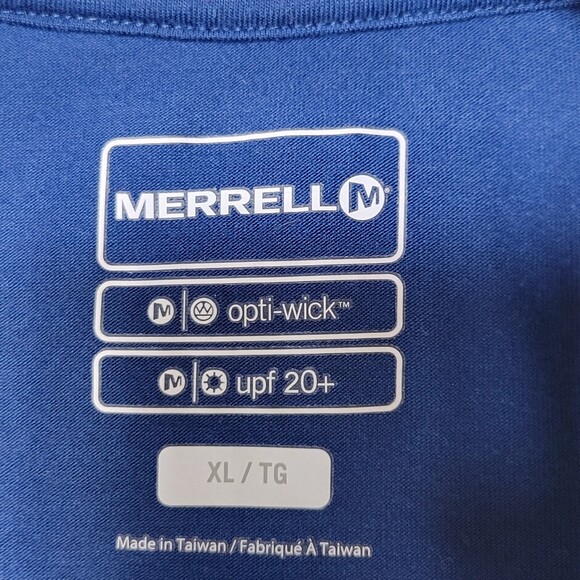 MERRELL M®
M opti-wick™
M upf 20+
XL / TG
Made in Taiwan / Fabriqué À Taiwan